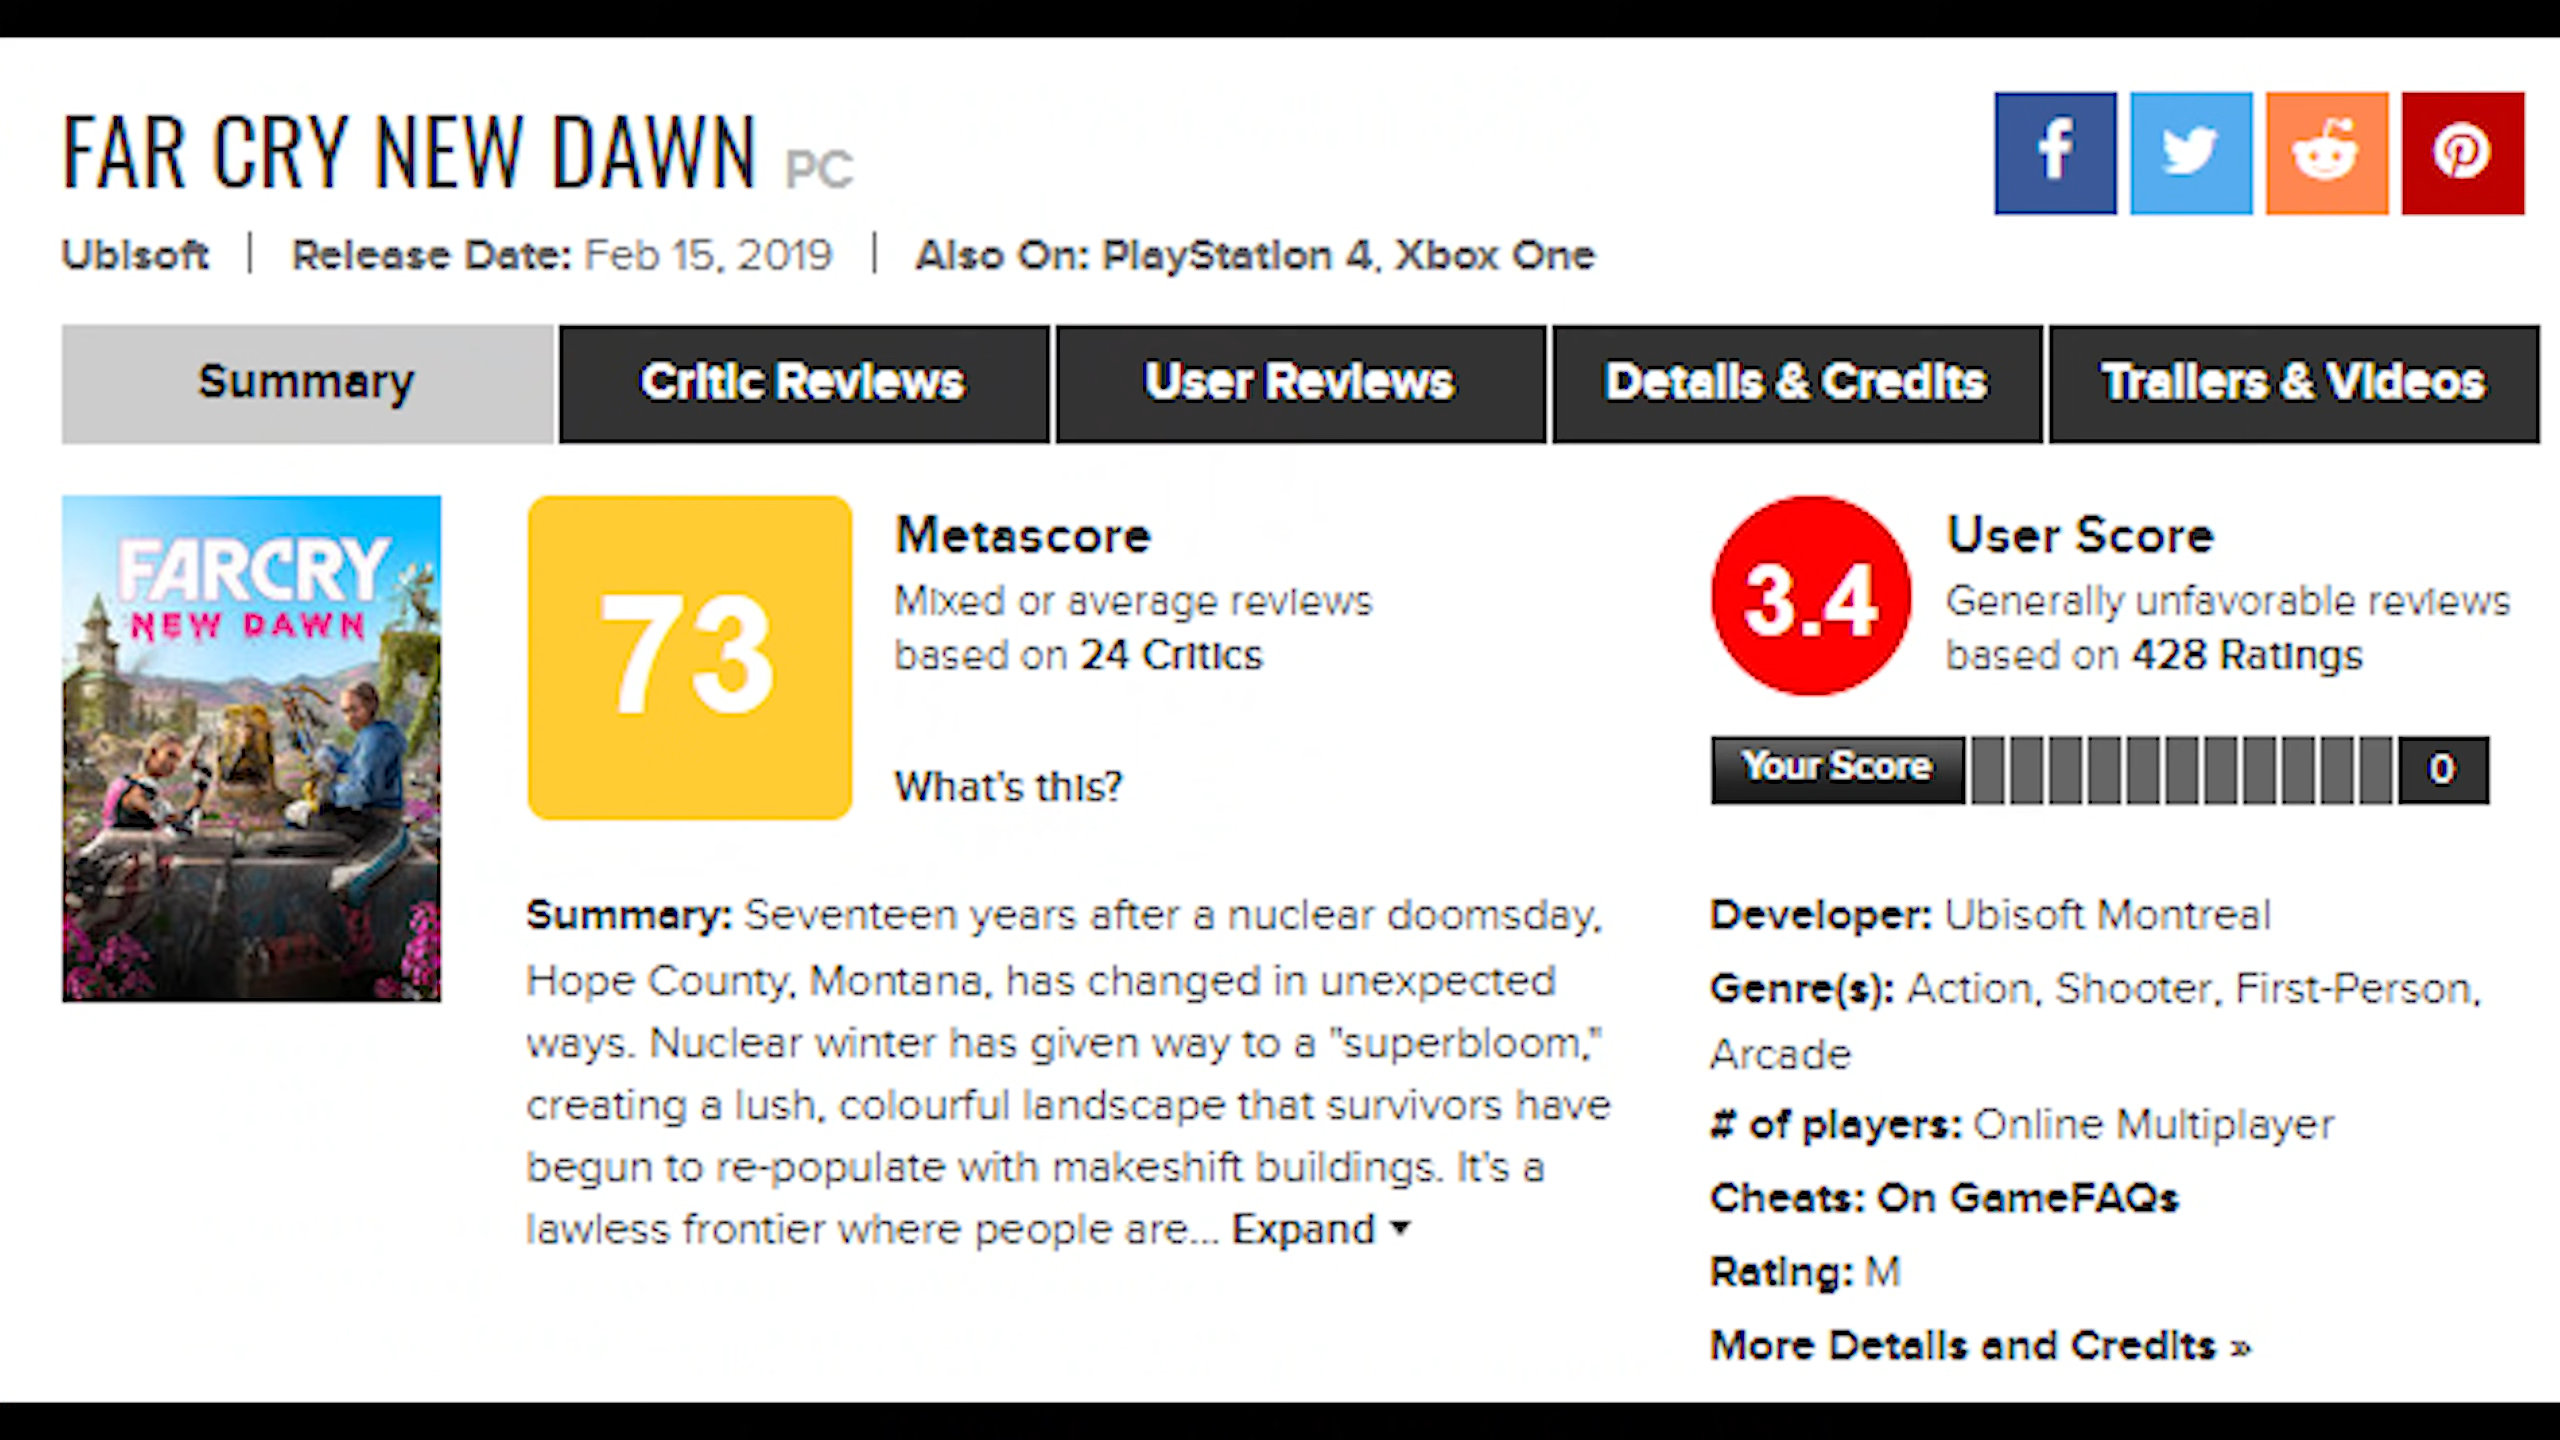 FAR CRY NEW DAWN PC
Ubisoft | Release Date: Feb 15, 2019 | Also On: PlayStation 4, Xbox One
Summary
Critic Reviews
User Reviews
Details & Credits
Trailers & Videos
FARCRY
NEW DAWN
73
Metascore
Mixed or average reviews
based on 24 Critics
What's this?
Summary: Seventeen years after a nuclear doomsday,
Hope County, Montana, has changed in unexpected
ways. Nuclear winter has given way to a "superbloom,"
creating a lush, colourful landscape that survivors have
begun to re-populate with makeshift buildings. It's a
lawless frontier where people are... Expand
3.4
User Score
Generally unfavorable reviews
based on 428 Ratings
Your Score
0
Developer: Ubisoft Montreal
Genre(s): Action, Shooter, First-Person,
Arcade
# of players: Online Multiplayer
Cheats: On GameFAQs
Rating: M
More Details and Credits »